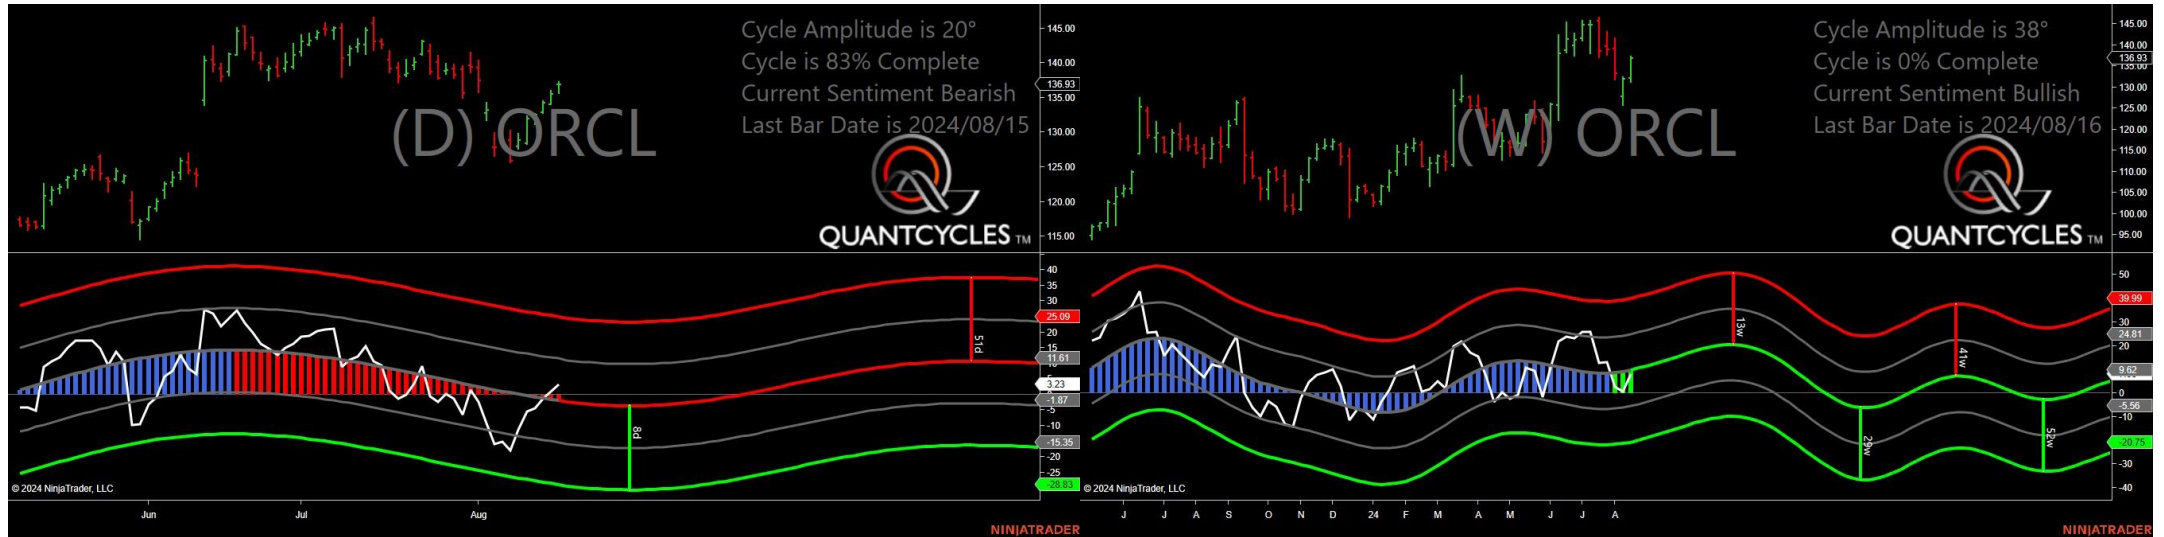 Cycle Amplitude is 20°
Cycle is 83% Complete
Current Sentiment Bearish
Last Bar Date is 2024/08/15
(D) ORCL
QUANTCYCLES TM
145.00
140.00
136.93
135.00
130.00
125.00
120.00
115.00
40
35
30
25.09
20
11.61
3.23
-1.87
-5
-10
-15.35
-20
-25
-28.83
51d
8d
© 2024 NinjaTrader, LLC
Jun
Jul
Aug
NINJATRADER
Cycle Amplitude is 38°
Cycle is 0% Complete
Current Sentiment Bullish
Last Bar Date is 2024/08/16
(W) ORCL
QUANTCYCLES TM
145.00
140.00
136.93
135.00
130.00
125.00
120.00
115.00
110.00
105.00
100.00
95.00
50
39.99
30
24.81
20
9.62
0
-5.56
-10
-20.75
-30
-40
13w
29w
41w
52w
© 2024 NinjaTrader, LLC
J
J
A
S
O
N
D
24
F
M
A
M
J
J
A
NINJATRADER